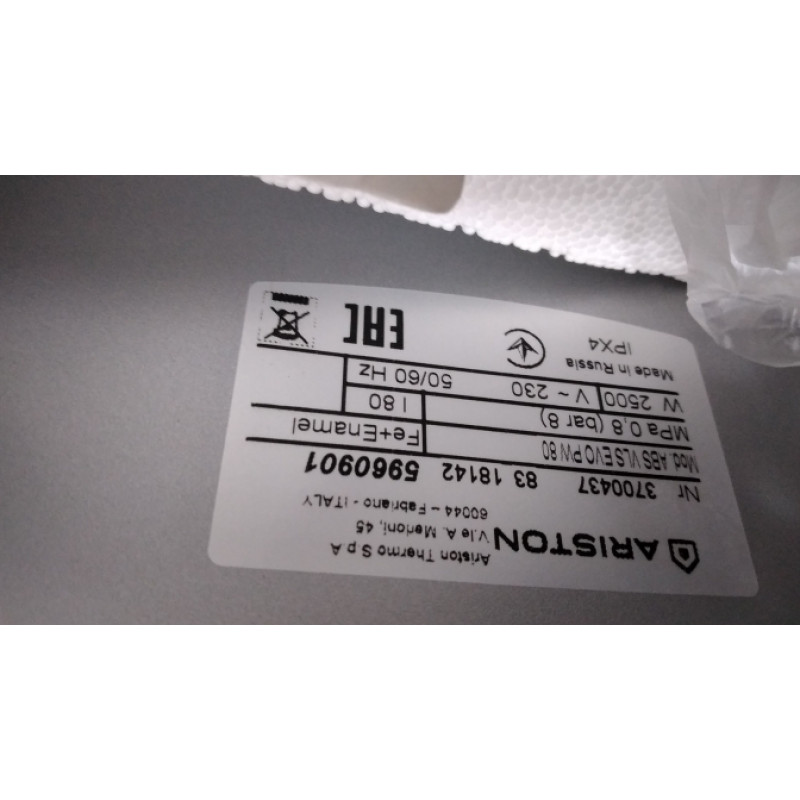 ARISTON
Ariston Thermo S p A
V.le A. Merloni, 45
60044 – Fabriano - ITALY
Nr 3700437 83 18142 5960901
Mod. ABS VLS EVO PW 80 Fe+Enamel
MPa 0,8 (bar 8) l 80
W 2500 V ~ 230 50/60 Hz
Made in Russia
IPX4
EAC